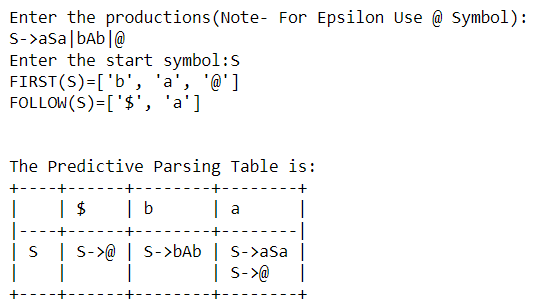 Enter the productions(Note- For Epsilon Use @ Symbol):
S->aSa|bAb|@
Enter the start symbol:S
FIRST(S)=['b', 'a', '@']
FOLLOW(S)=['$', 'a']
The Predictive Parsing Table is:
+----+------+--------+--------+
|    | $    | b      | a      |
|----+------+--------+--------|
| S  | S->@ | S->bAb | S->aSa |
|    |      |        | S->@   |
+----+------+--------+--------+